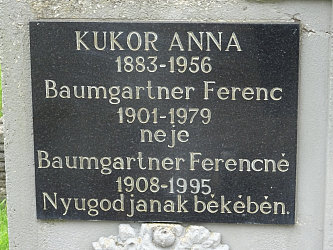 KUKOR ANNA
1883-1956
Baumgartner Ferenc
1901-1979
neje
Baumgartner Ferencné
1908-1995
Nyugodjanak békében.